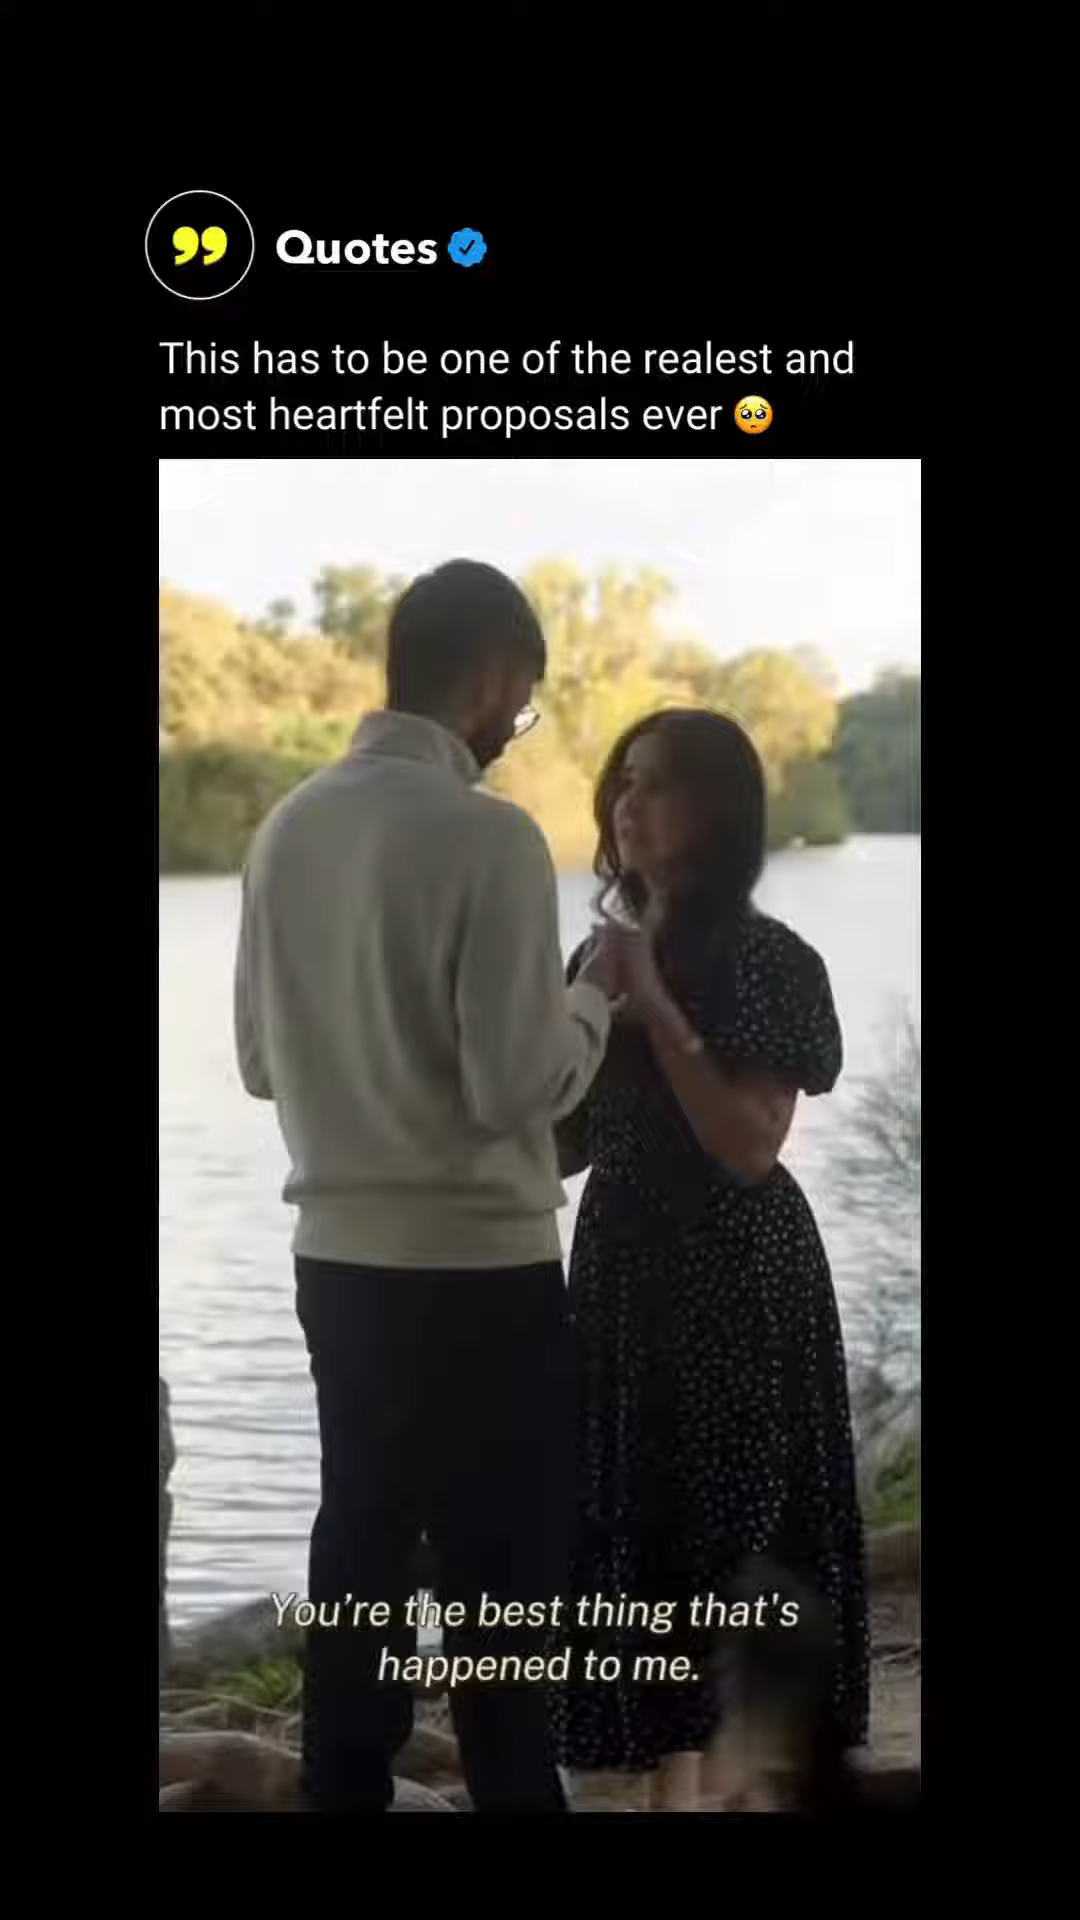 Quotes
This has to be one of the realest and
most heartfelt proposals ever 🥺
You're the best thing that's
happened to me.